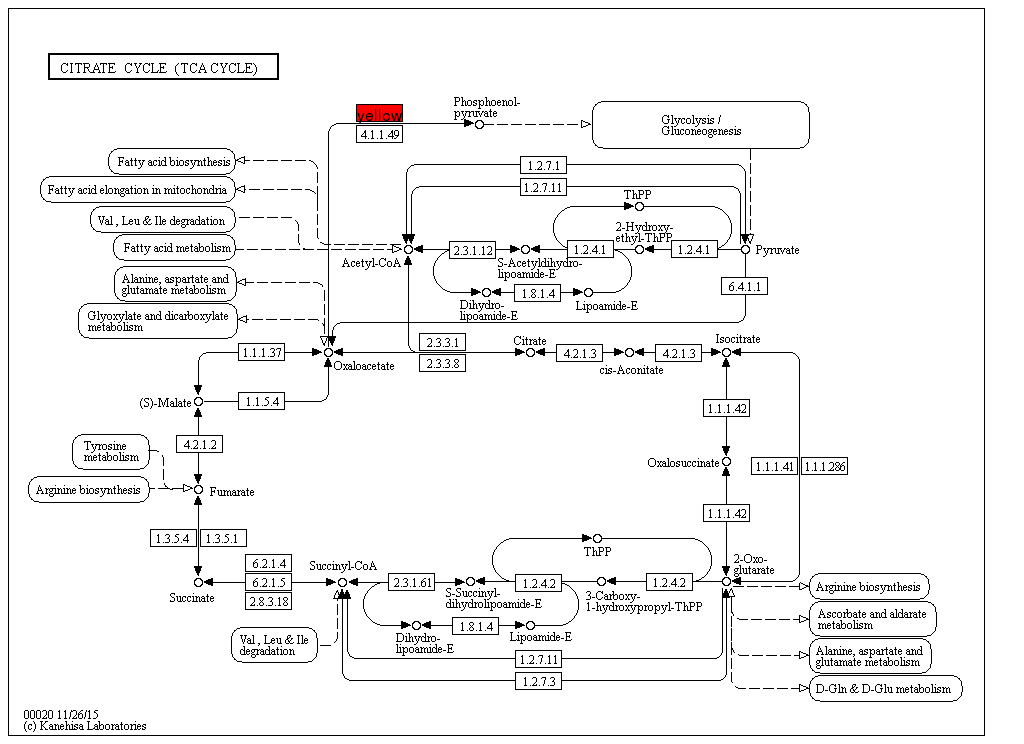 CITRATE CYCLE (TCA CYCLE)
Phosphoenol-
pyruvate
yellow
4.1.1.49
Glycolysis /
Gluconeogenesis
Fatty acid biosynthesis
Fatty acid elongation in mitochondria
Val , Leu & Ile degradation
Fatty acid metabolism
Alanine, aspartate and
glutamate metabolism
Glyoxylate and dicarboxylate
metabolism
1.2.7.1
1.2.7.11
ThPP
2-Hydroxy-
ethyl-ThPP
Acetyl-CoA
2.3.1.12
S-Acetyldihydro-
lipoamide-E
1.2.4.1
1.2.4.1
Pyruvate
Dihydro-
lipoamide-E
1.8.1.4
Lipoamide-E
6.4.1.1
1.1.1.37
Oxaloacetate
2.3.3.1
2.3.3.8
Citrate
4.2.1.3
cis-Aconitate
4.2.1.3
Isocitrate
(S)-Malate
1.1.5.4
1.1.1.42
4.2.1.2
Tyrosine
metabolism
Arginine biosynthesis
Fumarate
Oxalosuccinate
1.1.1.41
1.1.1.286
1.1.1.42
1.3.5.4
1.3.5.1
ThPP
Succinate
6.2.1.4
6.2.1.5
2.8.3.18
Succinyl-CoA
2.3.1.61
S-Succinyl-
dihydrolipoamide-E
1.2.4.2
3-Carboxy-
1-hydroxypropyl-ThPP
1.2.4.2
2-Oxo-
glutarate
Dihydro-
lipoamide-E
1.8.1.4
Lipoamide-E
Val , Leu & Ile
degradation
1.2.7.11
1.2.7.3
Arginine biosynthesis
Ascorbate and aldarate
metabolism
Alanine, aspartate and
glutamate metabolism
D-Gln & D-Glu metabolism
00020 11/26/15
(c) Kanehisa Laboratories